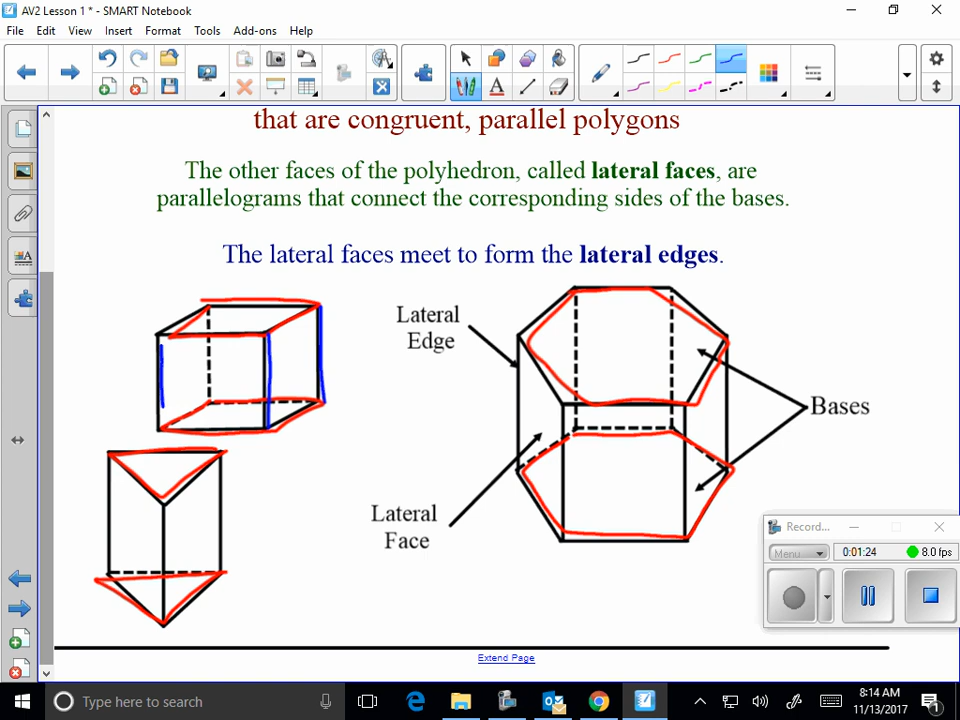 AV2 Lesson 1 * - SMART Notebook
File Edit View Insert Format Tools Add-ons Help
that are congruent, parallel polygons
The other faces of the polyhedron, called lateral faces, are
parallelograms that connect the corresponding sides of the bases.
The lateral faces meet to form the lateral edges.
Lateral
Edge
Bases
Lateral
Face
Record...
Menu
0:01:24
8.0 fps
Extend Page
Type here to search
8:14 AM
11/13/2017
1